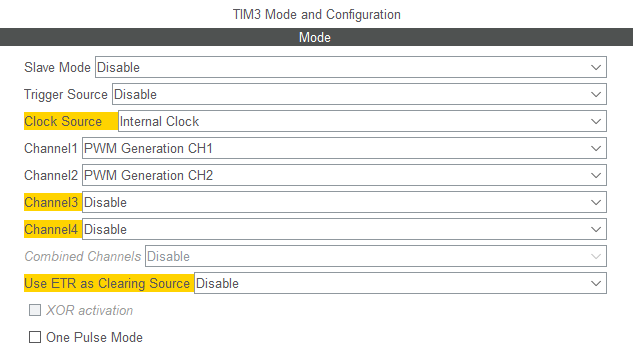 TIM3 Mode and Configuration
Mode
Slave Mode Disable
Trigger Source Disable
Clock Source Internal Clock
Channel1 PWM Generation CH1
Channel2 PWM Generation CH2
Channel3 Disable
Channel4 Disable
Combined Channels Disable
Use ETR as Clearing Source Disable
XOR activation
One Pulse Mode